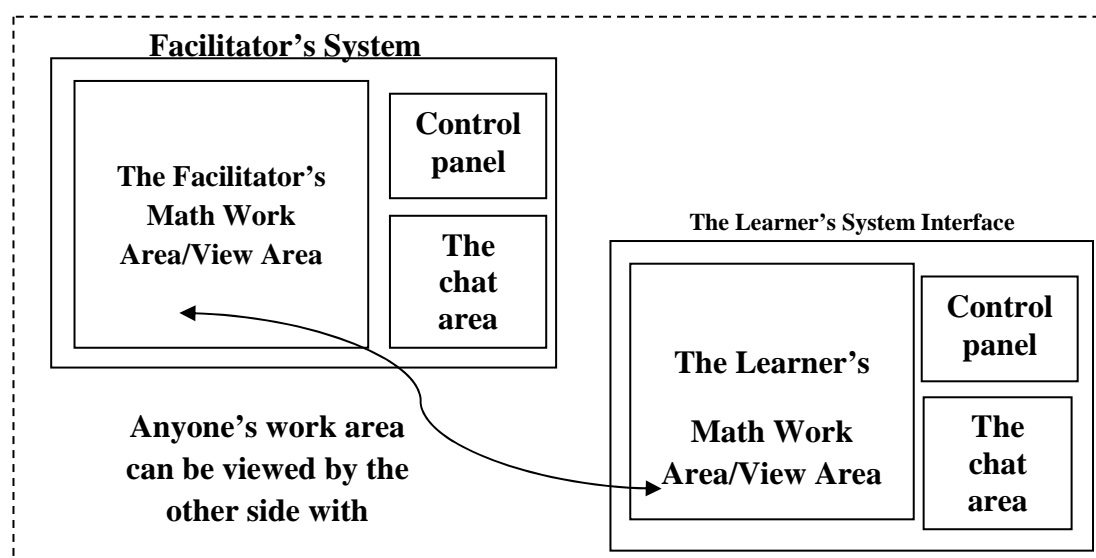 Facilitator’s System
The Facilitator’s
Math Work
Area/View Area
Control
panel
The
chat
area
Anyone’s work area
can be viewed by the
other side with
The Learner’s System Interface
The Learner’s
Math Work
Area/View Area
Control
panel
The
chat
area